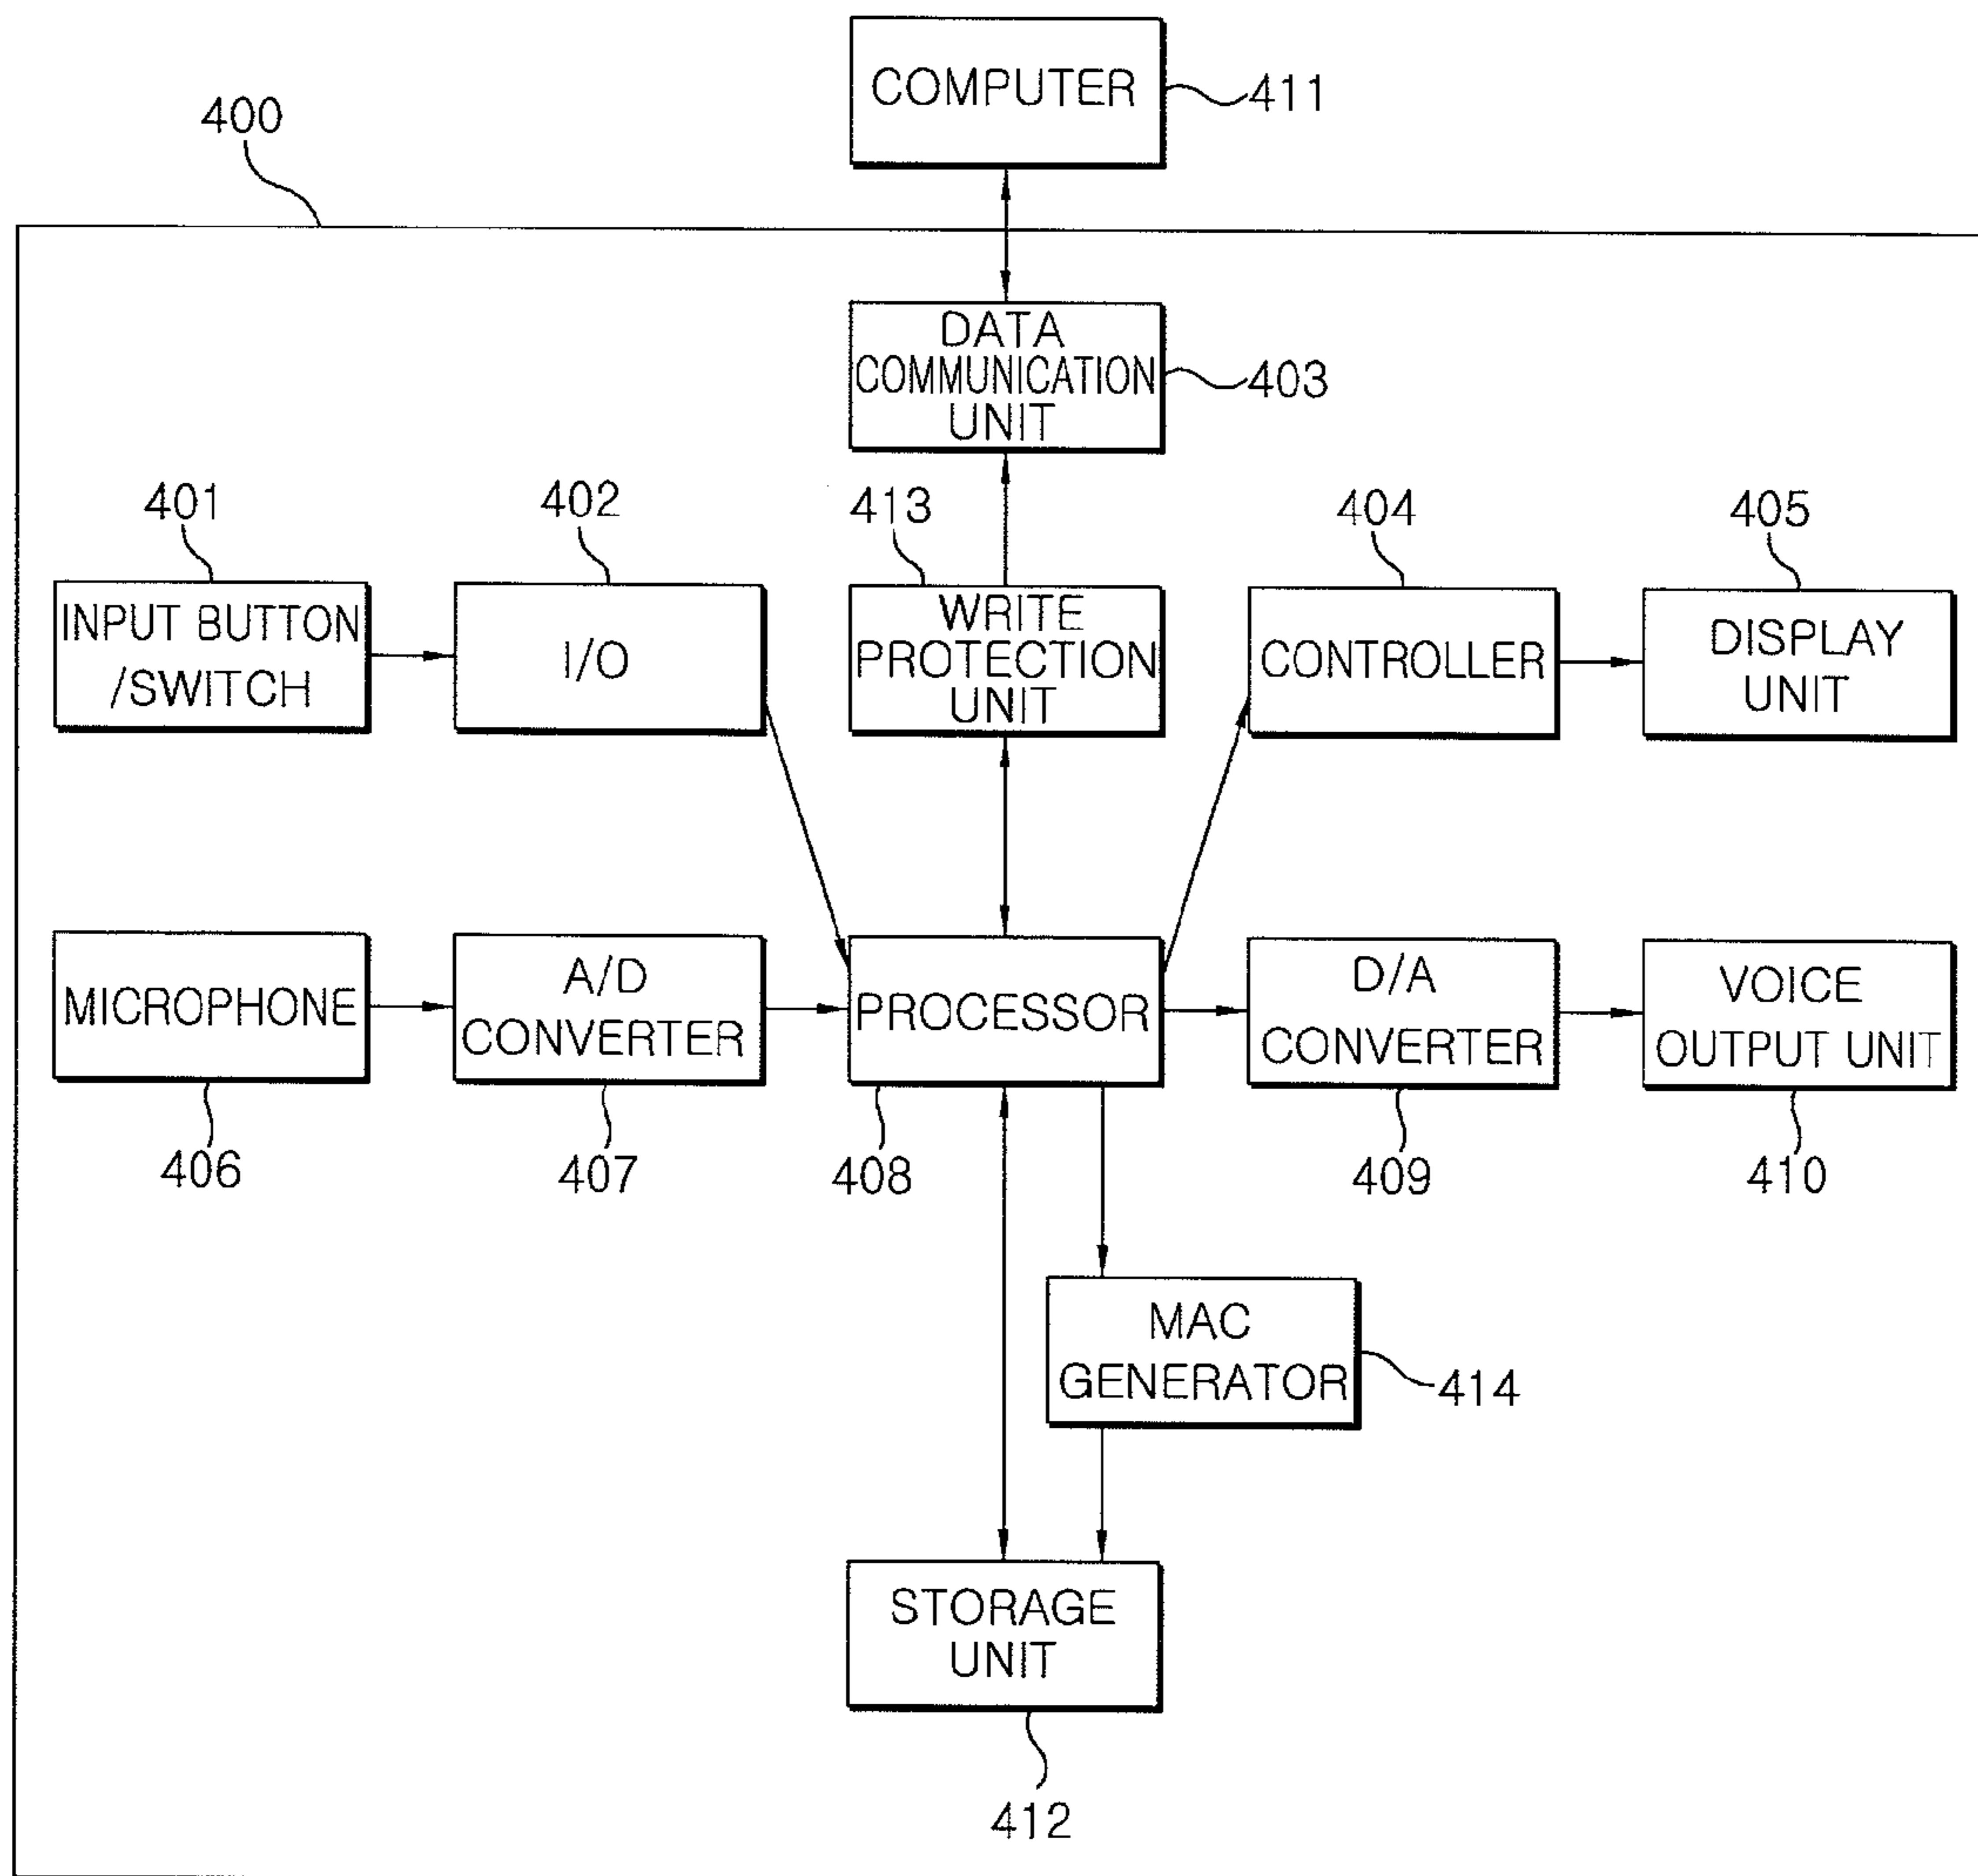 COMPUTER
411
400
DATA
COMMUNICATION
UNIT
403
401
402
413
404
405
INPUT BUTTON
/SWITCH
I/O
WRITE
PROTECTION
UNIT
CONTROLLER
DISPLAY
UNIT
MICROPHONE
A/D
CONVERTER
PROCESSOR
D/A
CONVERTER
VOICE
OUTPUT UNIT
406
407
408
409
410
MAC
GENERATOR
414
STORAGE
UNIT
412